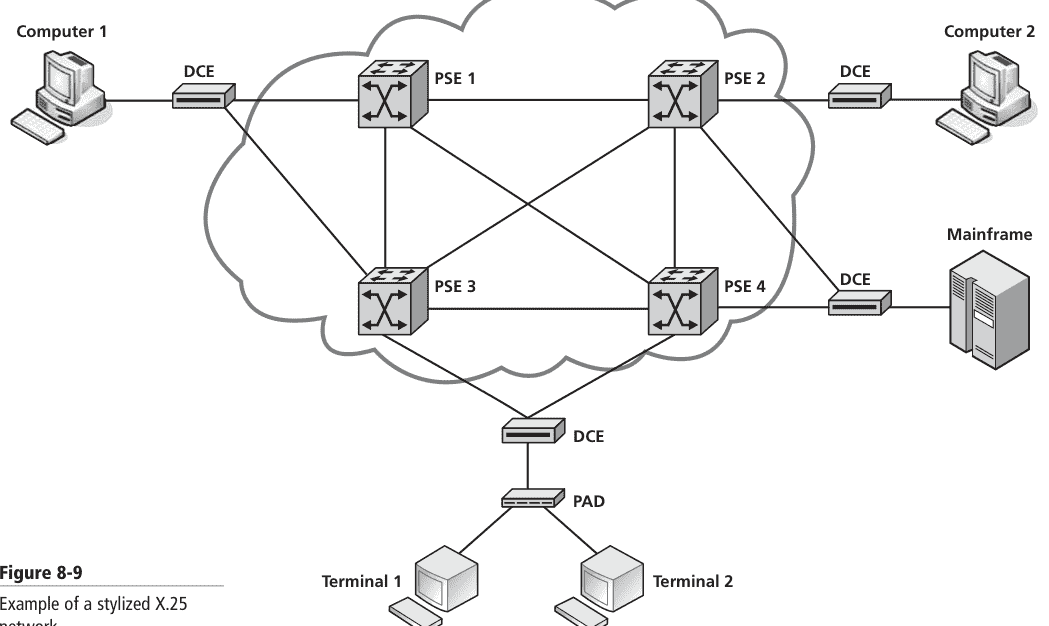 Computer 1
Computer 2
DCE
PSE 1
PSE 2
DCE
Mainframe
PSE 3
PSE 4
DCE
DCE
PAD
Terminal 1
Terminal 2
Figure 8-9
Example of a stylized X.25
network